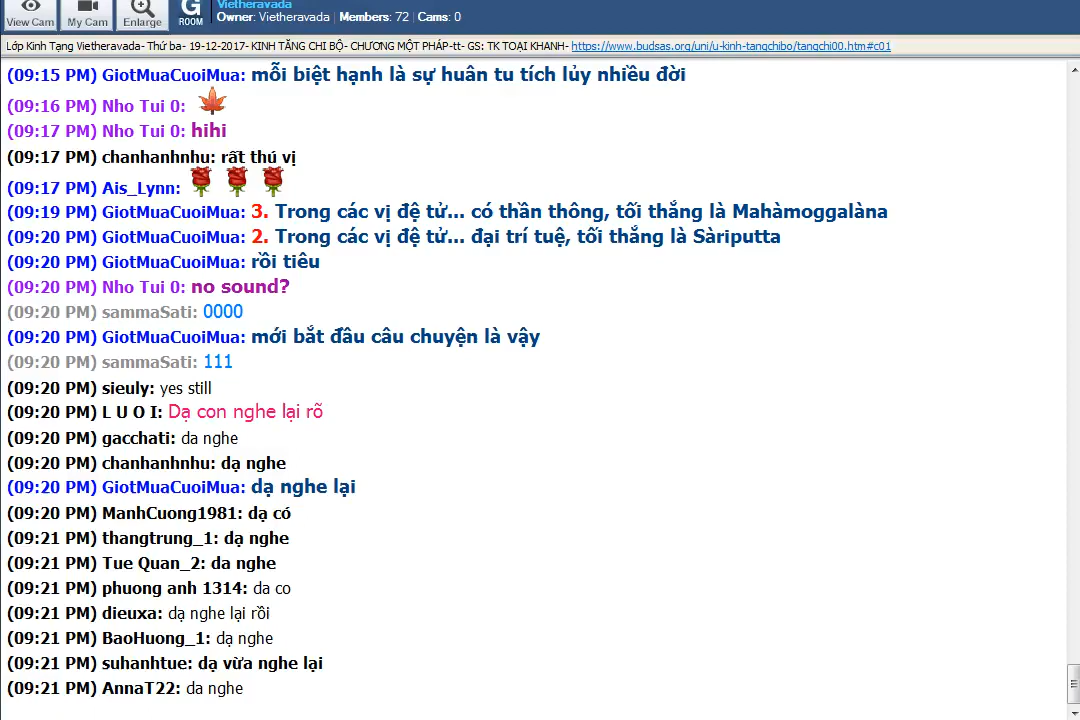 View Cam
My Cam
Enlarge
G
ROOM
Vietheravada
Owner: Vietheravada | Members: 72 | Cams: 0
Lớp Kinh Tạng Vietheravada- Thứ ba- 19-12-2017- KINH TĂNG CHI BỘ- CHƯƠNG MỘT PHÁP-tt- GS: TK TOẠI KHANH- https://www.budsas.org/uni/u-kinh-tangchibo/tangchi00.htm#c01
(09:15 PM) GiotMuaCuoiMua: mỗi biệt hạnh là sự huân tu tích lủy nhiều đời
(09:16 PM) Nho Tui 0:
(09:17 PM) Nho Tui 0: hihi
(09:17 PM) chanhanhnhu: rất thú vị
(09:17 PM) Ais_Lynn:
(09:19 PM) GiotMuaCuoiMua: 3. Trong các vị đệ tử... có thần thông, tối thắng là Mahàmoggalàna
(09:20 PM) GiotMuaCuoiMua: 2. Trong các vị đệ tử... đại trí tuệ, tối thắng là Sàriputta
(09:20 PM) GiotMuaCuoiMua: rồi tiêu
(09:20 PM) Nho Tui 0: no sound?
(09:20 PM) sammaSati: 0000
(09:20 PM) GiotMuaCuoiMua: mới bắt đầu câu chuyện là vậy
(09:20 PM) sammaSati: 111
(09:20 PM) sieuly: yes still
(09:20 PM) L U O I: Dạ con nghe lại rõ
(09:20 PM) gacchati: da nghe
(09:20 PM) chanhanhnhu: dạ nghe
(09:20 PM) GiotMuaCuoiMua: dạ nghe lại
(09:20 PM) ManhCuong1981: dạ có
(09:21 PM) thangtrung_1: dạ nghe
(09:21 PM) Tue Quan_2: da nghe
(09:21 PM) phuong anh 1314: da co
(09:21 PM) dieuxa: dạ nghe lại rồi
(09:21 PM) BaoHuong_1: dạ nghe
(09:21 PM) suhanhtue: dạ vừa nghe lại
(09:21 PM) AnnaT22: da nghe